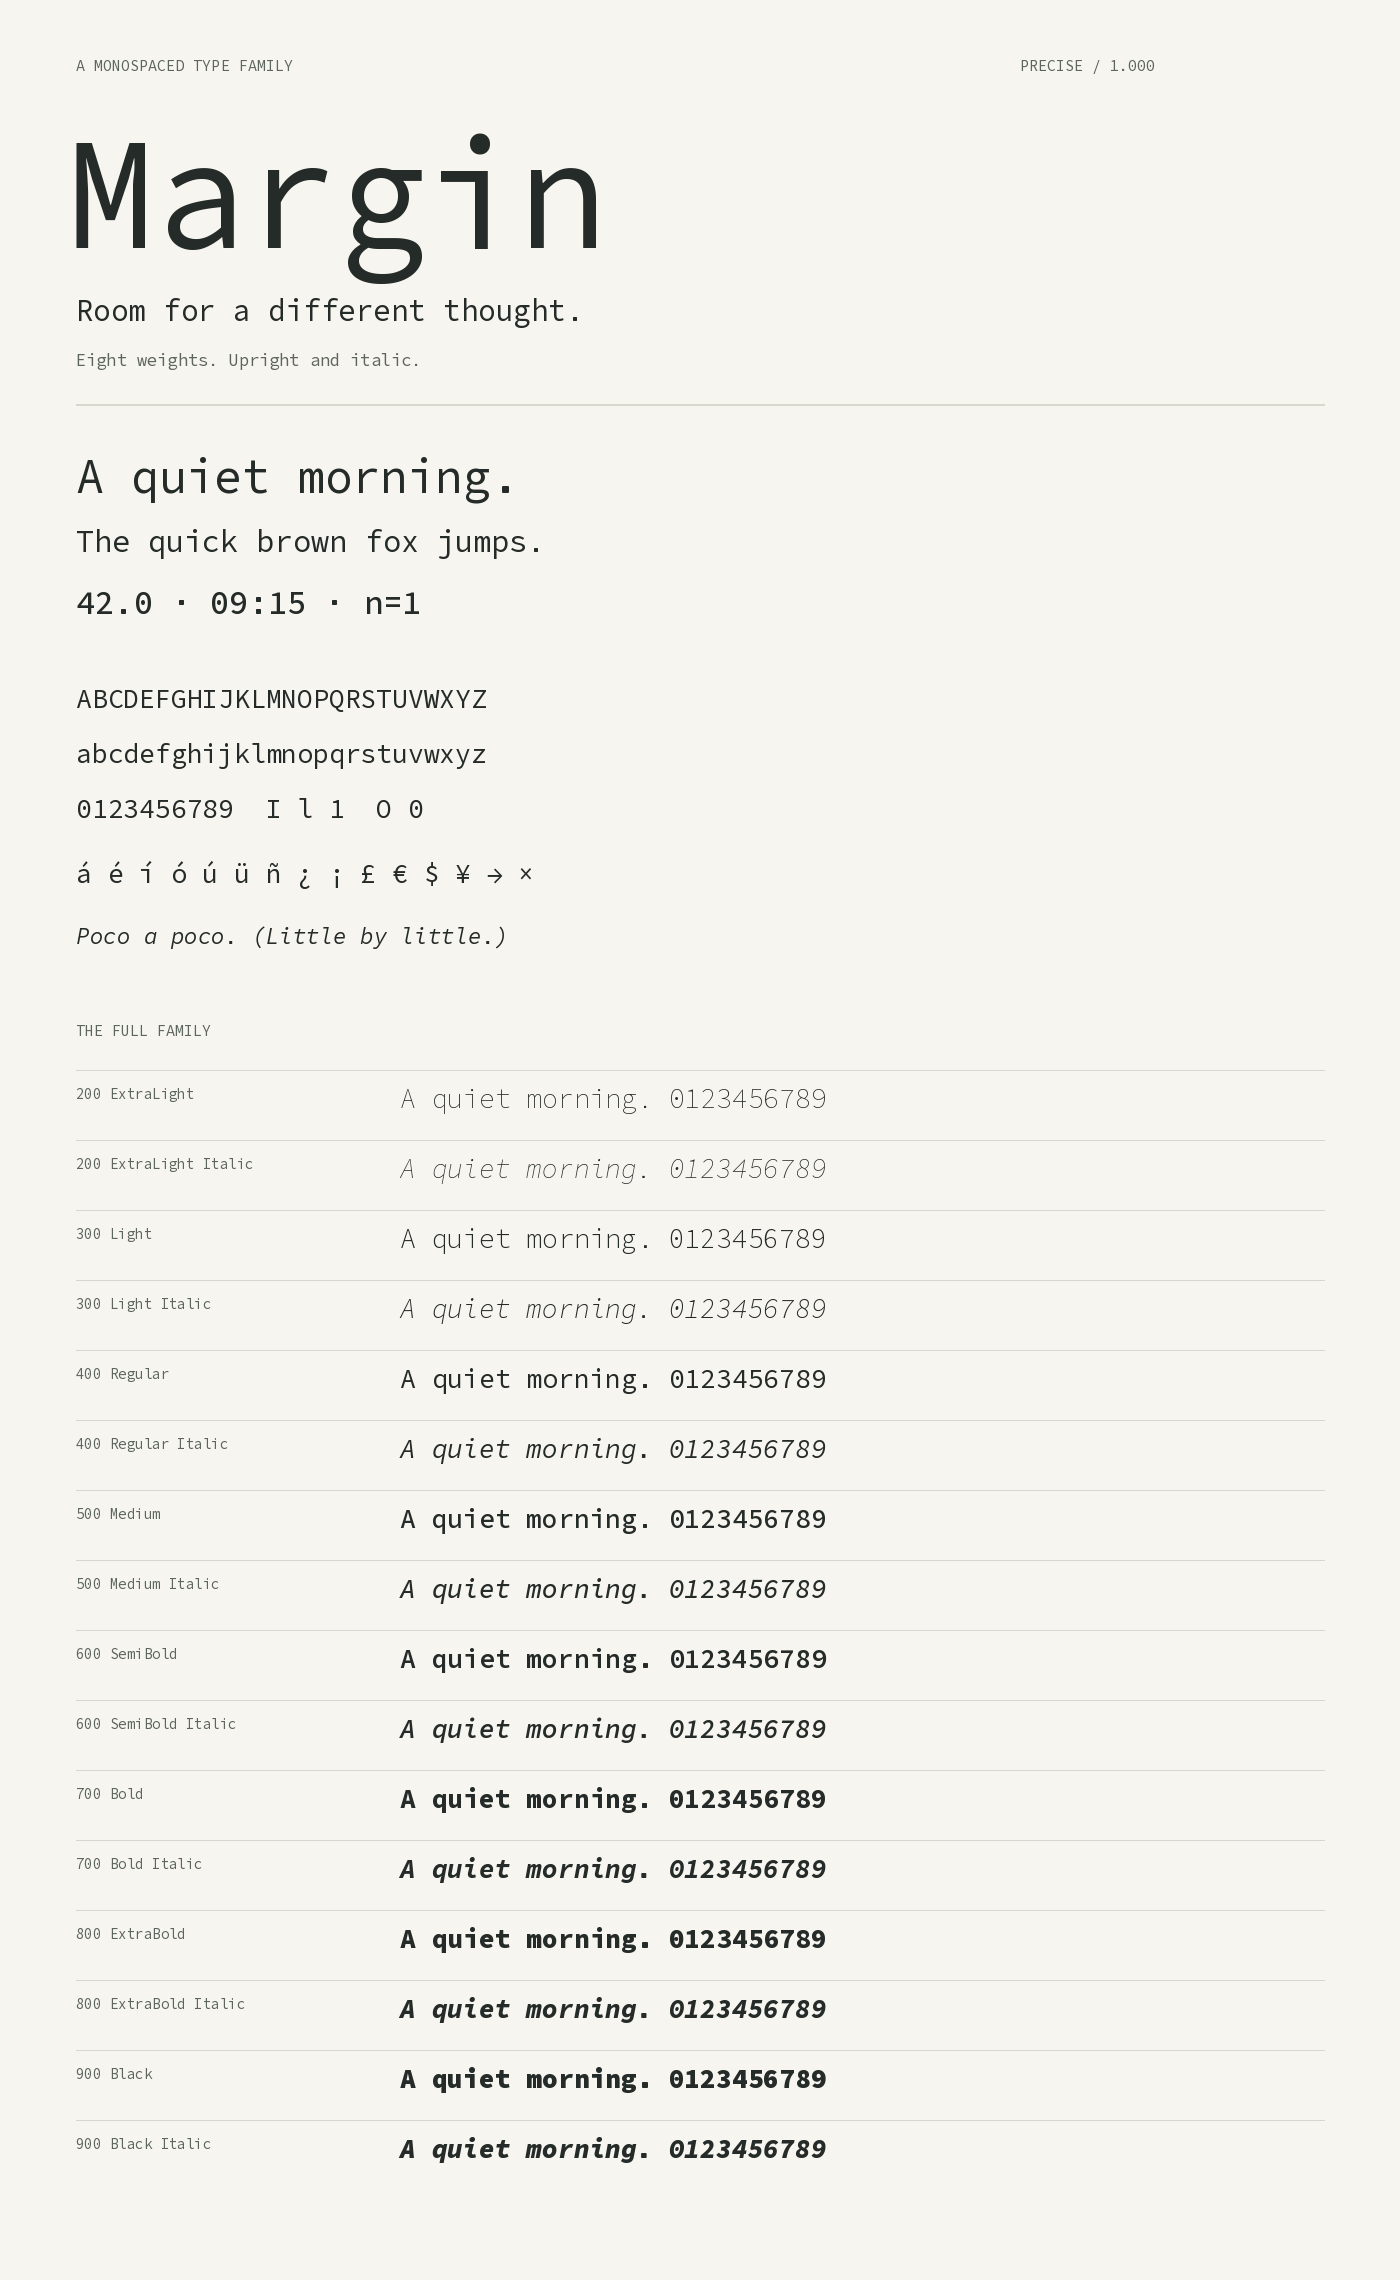 A MONOSPACED TYPE FAMILY    PRECISE / 1.000
Margin
Room for a different thought.
Eight weights. Upright and italic.
A quiet morning.
The quick brown fox jumps.
42.0 · 09:15 · n=1
ABCDEFGHIJKLMNOPQRSTUVWXYZ
abcdefghijklmnopqrstuvwxyz
0123456789  I l 1  O 0
á é í ó ú ü ñ ¿ ¡ £ € $ ¥ → ×
Poco a poco. (Little by little.)
THE FULL FAMILY
200 ExtraLight    A quiet morning. 0123456789
200 ExtraLight Italic    A quiet morning. 0123456789
300 Light    A quiet morning. 0123456789
300 Light Italic    A quiet morning. 0123456789
400 Regular    A quiet morning. 0123456789
400 Regular Italic    A quiet morning. 0123456789
500 Medium    A quiet morning. 0123456789
500 Medium Italic    A quiet morning. 0123456789
600 SemiBold    A quiet morning. 0123456789
600 SemiBold Italic    A quiet morning. 0123456789
700 Bold    A quiet morning. 0123456789
700 Bold Italic    A quiet morning. 0123456789
800 ExtraBold    A quiet morning. 0123456789
800 ExtraBold Italic    A quiet morning. 0123456789
900 Black    A quiet morning. 0123456789
900 Black Italic    A quiet morning. 0123456789